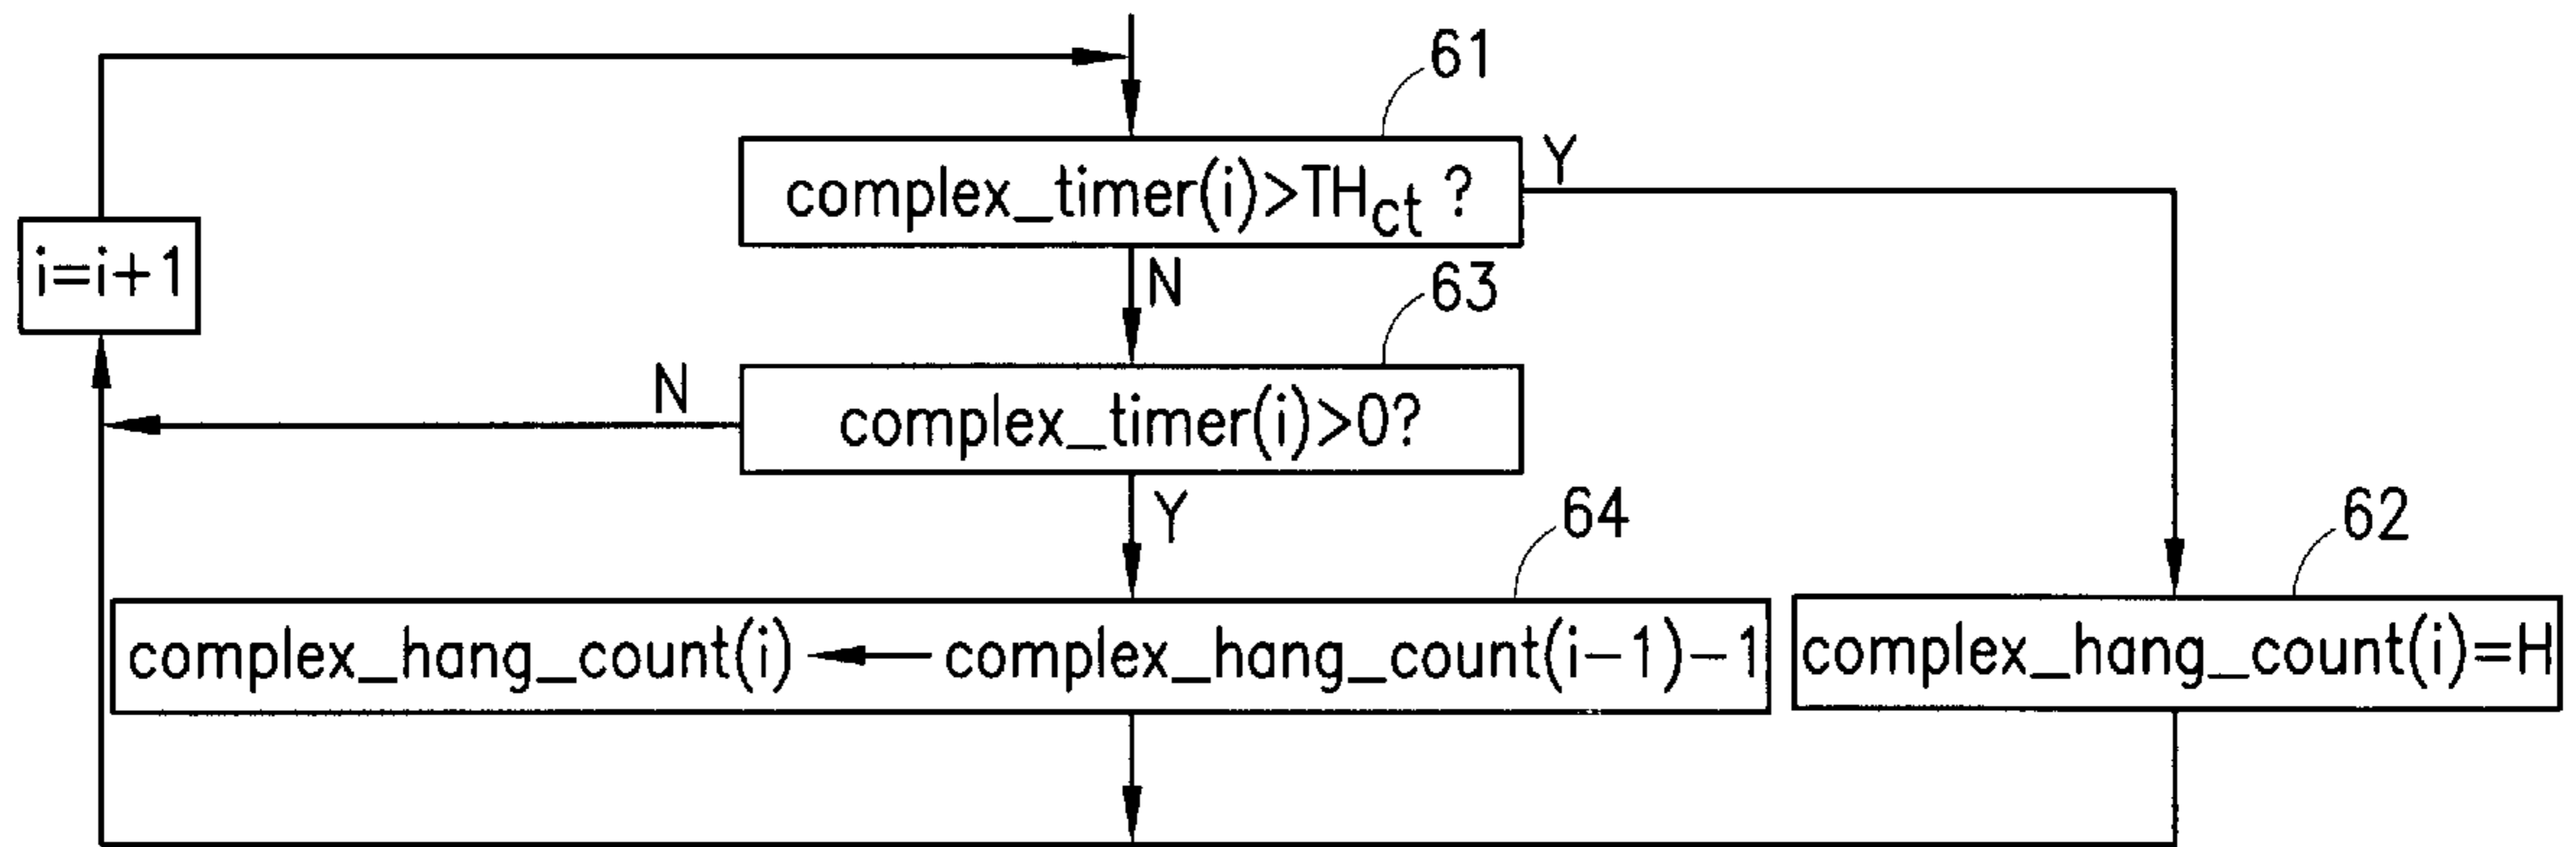 61
complex_timer(i)>THct ?
Y
i=i+1
N
63
complex_timer(i)>0?
N
Y
64
62
complex_hang_count(i) ← complex_hang_count(i−1)−1
complex_hang_count(i)=H